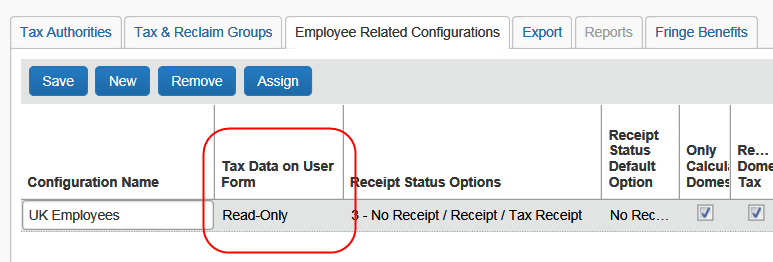 Tax Authorities Tax & Reclaim Groups Employee Related Configurations Export Reports Fringe Benefits
Save New Remove Assign
Configuration Name
Tax Data on User
Form
Receipt Status Options
Receipt
Status
Default
Option
Only
Calcula
Domes
Re…
Dome
Tax
UK Employees Read-Only 3 - No Receipt / Receipt / Tax Receipt No Rec…